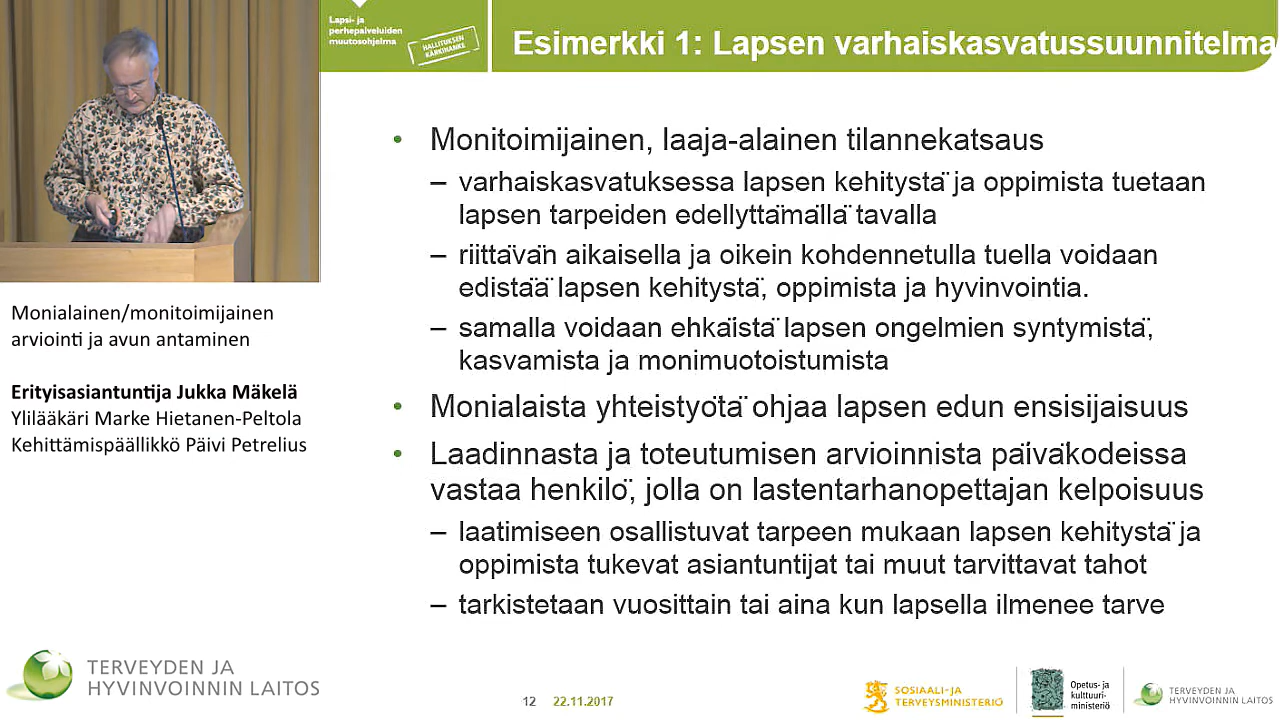 Lapsi- ja
perhepalveluiden
muutosohjelma
HALLITUKSEN
KÄRKIHANKE
Esimerkki 1: Lapsen varhaiskasvatussuunnitelma
• Monitoimijainen, laaja-alainen tilannekatsaus
– varhaiskasvatuksessa lapsen kehitystä ja oppimista tuetaan
lapsen tarpeiden edellyttämällä tavalla
– riittävän aikaisella ja oikein kohdennetulla tuella voidaan
edistää lapsen kehitystä, oppimista ja hyvinvointia.
– samalla voidaan ehkäistä lapsen ongelmien syntymistä,
kasvamista ja monimuotoistumista
• Monialaista yhteistyötä ohjaa lapsen edun ensisijaisuus
• Laadinnasta ja toteutumisen arvioinnista päiväkodeissa
vastaa henkilö, jolla on lastentarhanopettajan kelpoisuus
– laatimiseen osallistuvat tarpeen mukaan lapsen kehitystä ja
oppimista tukevat asiantuntijat tai muut tarvittavat tahot
– tarkistetaan vuosittain tai aina kun lapsella ilmenee tarve
Monialainen/monitoimijainen
arviointi ja avun antaminen
Erityisasiantuntija Jukka Mäkelä
Ylilääkäri Marke Hietanen-Peltola
Kehittämispäällikkö Päivi Petrelius
TERVEYDEN JA
HYVINVOINNIN LAITOS
12 22.11.2017
SOSIAALI- JA
TERVEYSMINISTERIÖ
Opetus- ja
kulttuuri-
ministeriö
TERVEYDEN JA
HYVINVOINNIN LAITOS